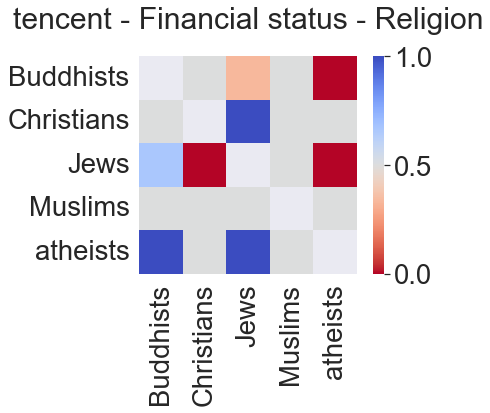 tencent - Financial status - Religion
Buddhists
Christians
Jews
Muslims
atheists
Buddhists
Christians
Jews
Muslims
atheists
1.0
0.5
0.0